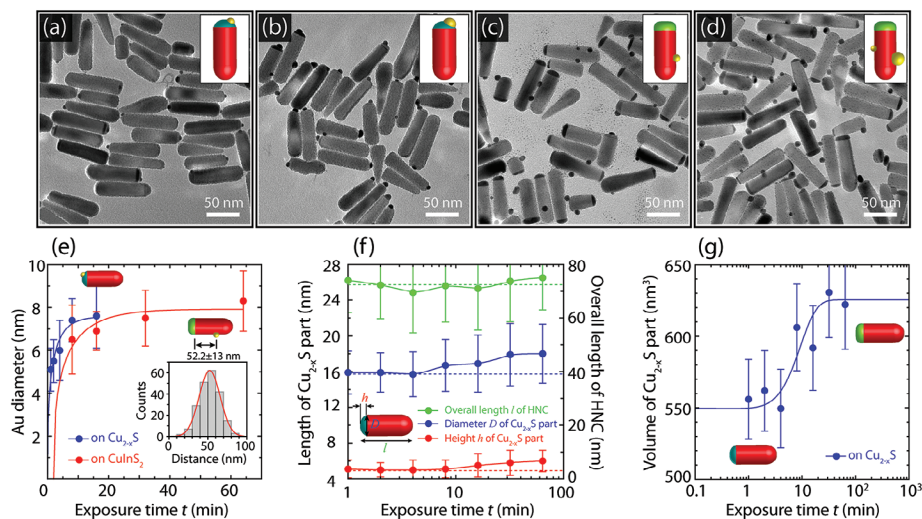 (a) (b) (c) (d)
50 nm 50 nm 50 nm 50 nm
(e) (f) (g)
Au diameter (nm)
10
8
6
4
2
0 10 20 30 40 50 60
Exposure time t (min)
on Cu2-xS
on CuInS2
52.2±13 nm
Counts
60
40
20
0
0 50 100
Distance (nm)
Length of Cu2-xS part (nm)
28
24
20
16
12
8
4
1 10 100
Exposure time t (min)
Overall length of HNC (nm)
80
60
40
20
0
h
D
l
Overall length l of HNC
Diameter D of Cu2-xS part
Height h of Cu2-xS part
Volume of Cu2-xS part (nm³)
650
600
550
500
0.1 10⁰ 10¹ 10² 10³
Exposure time t (min)
on Cu2-xS